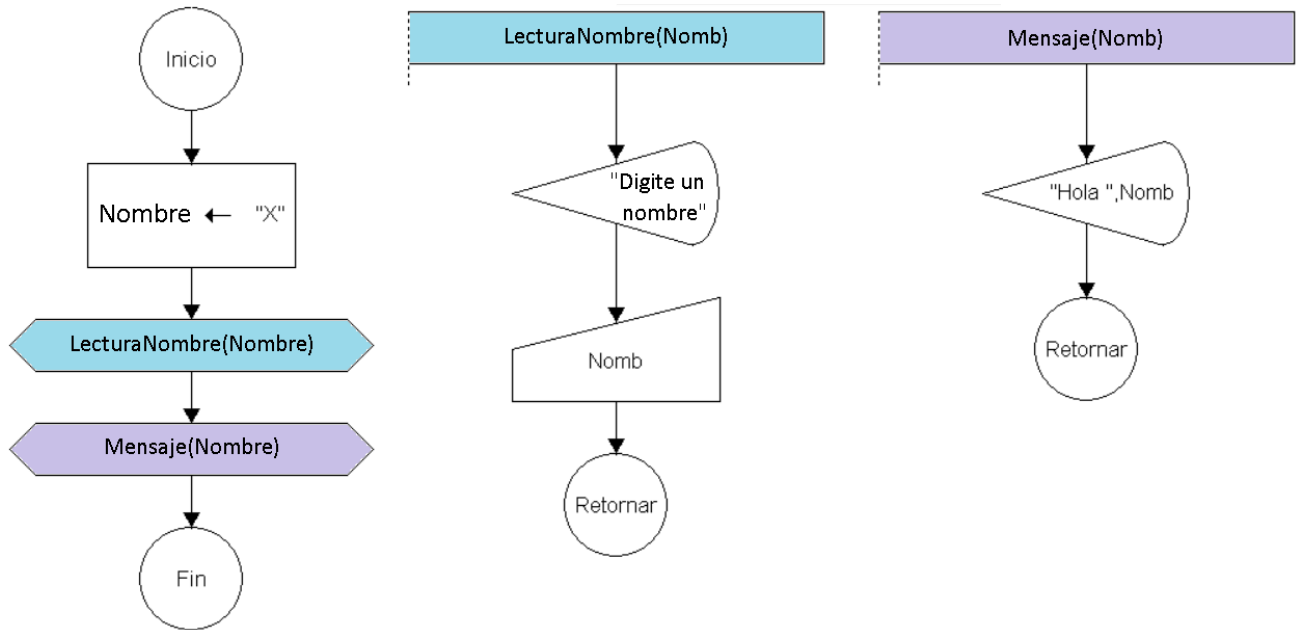 Inicio
Nombre ← "X"
LecturaNombre(Nombre)
Mensaje(Nombre)
Fin
LecturaNombre(Nomb)
"Digite un
nombre"
Nomb
Retornar
Mensaje(Nomb)
"Hola ",Nomb
Retornar